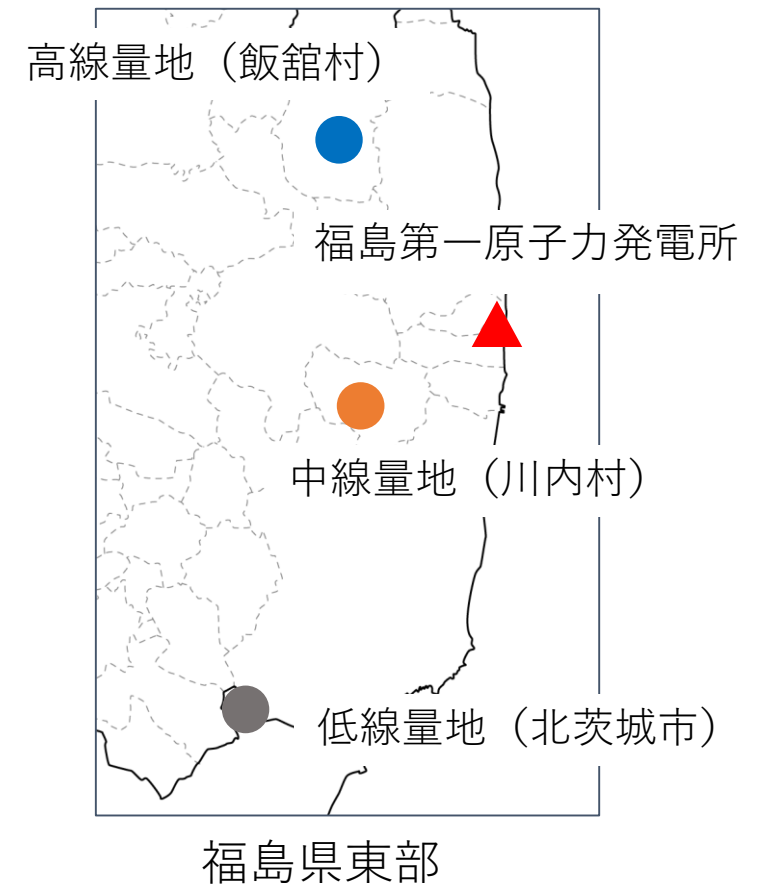 高線量地（飯舘村）
福島第一原子力発電所
中線量地（川内村）
低線量地（北茨城市）
福島県東部